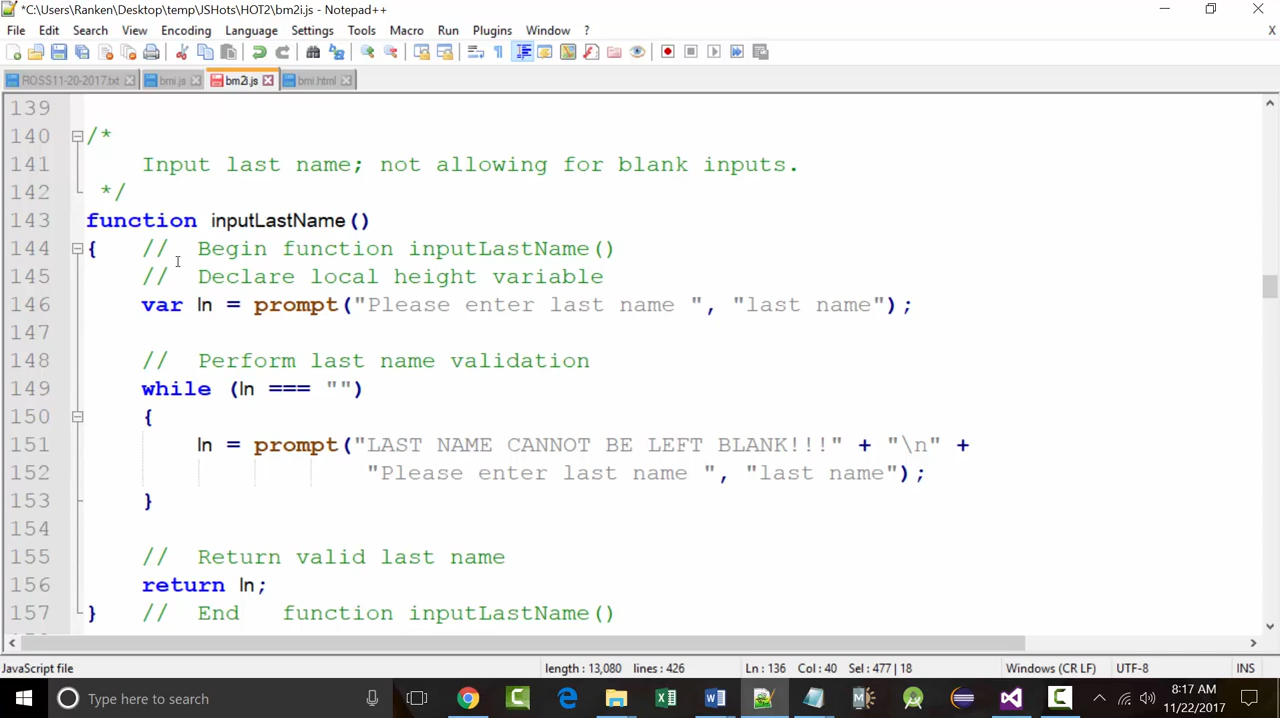 *C:\Users\Ranken\Desktop\temp\JSHots\HOT2\bm2i.js - Notepad++
File Edit Search View Encoding Language Settings Tools Macro Run Plugins Window ?
ROSS11-20-2017.txt bmi.js bm2i.js bmi.html
139
140 /*
141 Input last name; not allowing for blank inputs.
142 */
143 function inputLastName()
144 { // Begin function inputLastName()
145 // Declare local height variable
146 var ln = prompt("Please enter last name ", "last name");
147
148 // Perform last name validation
149 while (ln === "")
150 {
151 ln = prompt("LAST NAME CANNOT BE LEFT BLANK!!!" + "\n" +
152 "Please enter last name ", "last name");
153 }
154
155 // Return valid last name
156 return ln;
157 } // End function inputLastName()
JavaScript file length : 13,080 lines : 426 Ln : 136 Col : 40 Sel : 477 | 18 Windows (CR LF) UTF-8 INS
Type here to search
8:17 AM
11/22/2017